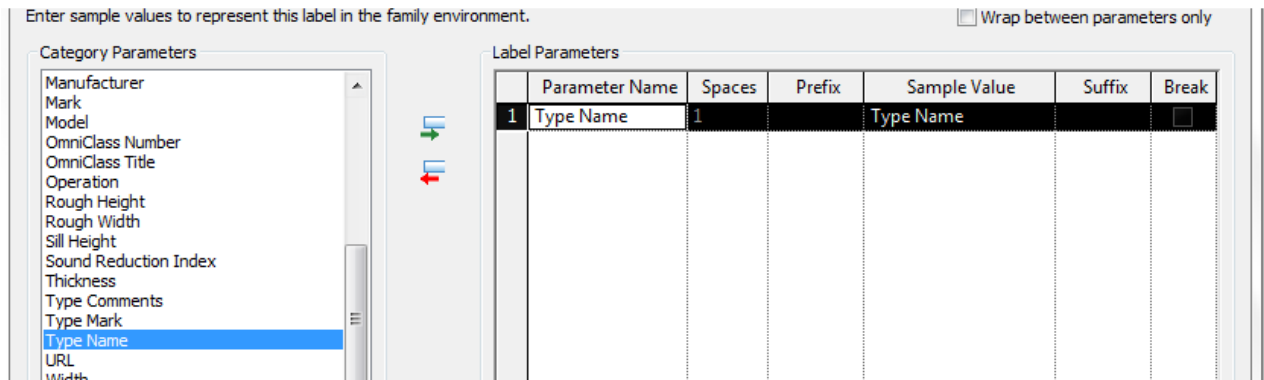 Enter sample values to represent this label in the family environment.
Wrap between parameters only
Category Parameters
Manufacturer
Mark
Model
OmniClass Number
OmniClass Title
Operation
Rough Height
Rough Width
Sill Height
Sound Reduction Index
Thickness
Type Comments
Type Mark
Type Name
URL
Width
Label Parameters
Parameter Name Spaces Prefix Sample Value Suffix Break
1 Type Name 1 Type Name